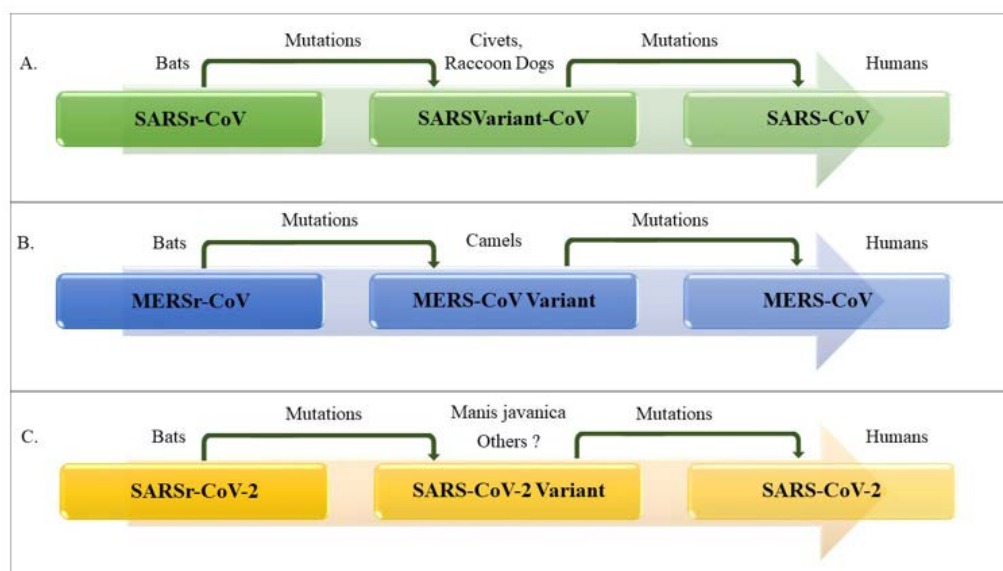 A.
Bats
Mutations
Civets,
Raccoon Dogs
Mutations
Humans
SARSr-CoV
SARSVariant-CoV
SARS-CoV
B.
Bats
Mutations
Camels
Mutations
Humans
MERSr-CoV
MERS-CoV Variant
MERS-CoV
C.
Bats
Mutations
Manis javanica
Others ?
Mutations
Humans
SARSr-CoV-2
SARS-CoV-2 Variant
SARS-CoV-2